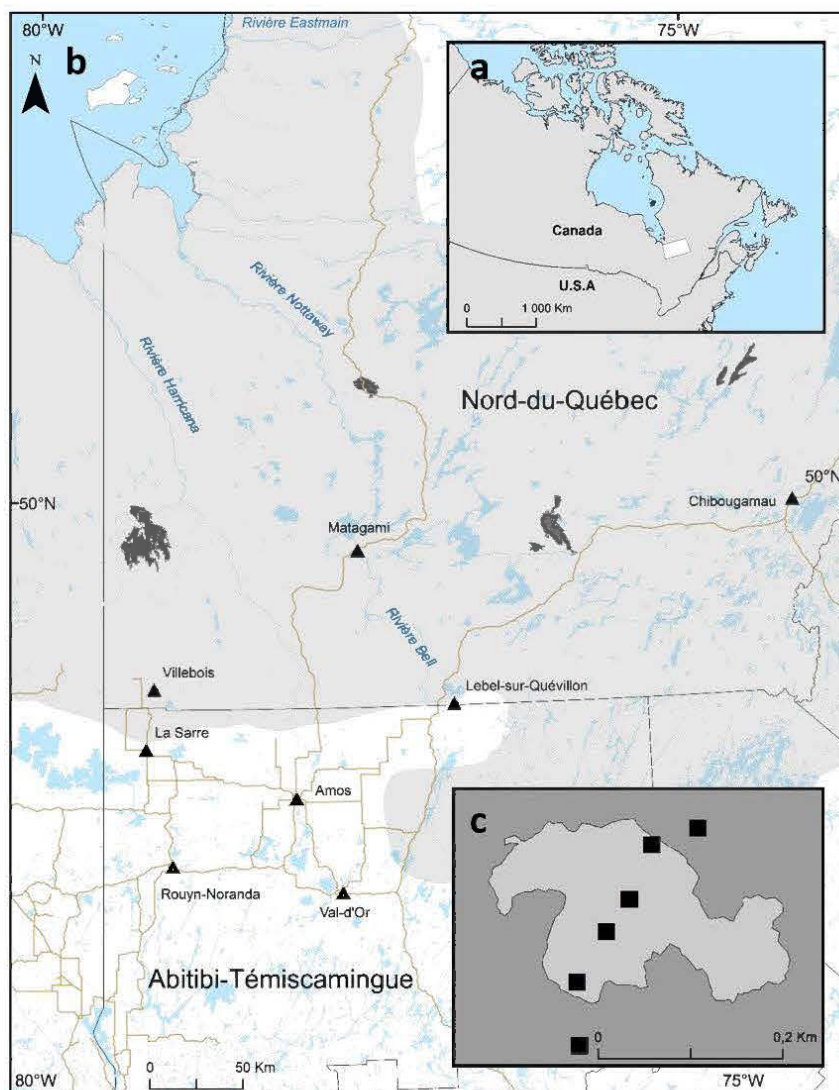 80°W
75°W
Rivière Eastmain
b
N
a
Canada
U.S.A
0 1 000 Km
Rivière Nottaway
Rivière Harricana
Nord-du-Québec
50°N
50°N
Chibougamau
Matagami
Rivière Bell
Villebois
Lebel-sur-Quévillon
La Sarre
Amos
c
Rouyn-Noranda
Val-d'Or
Abitibi-Témiscamingue
0 0,2 Km
80°W
0 50 Km
75°W